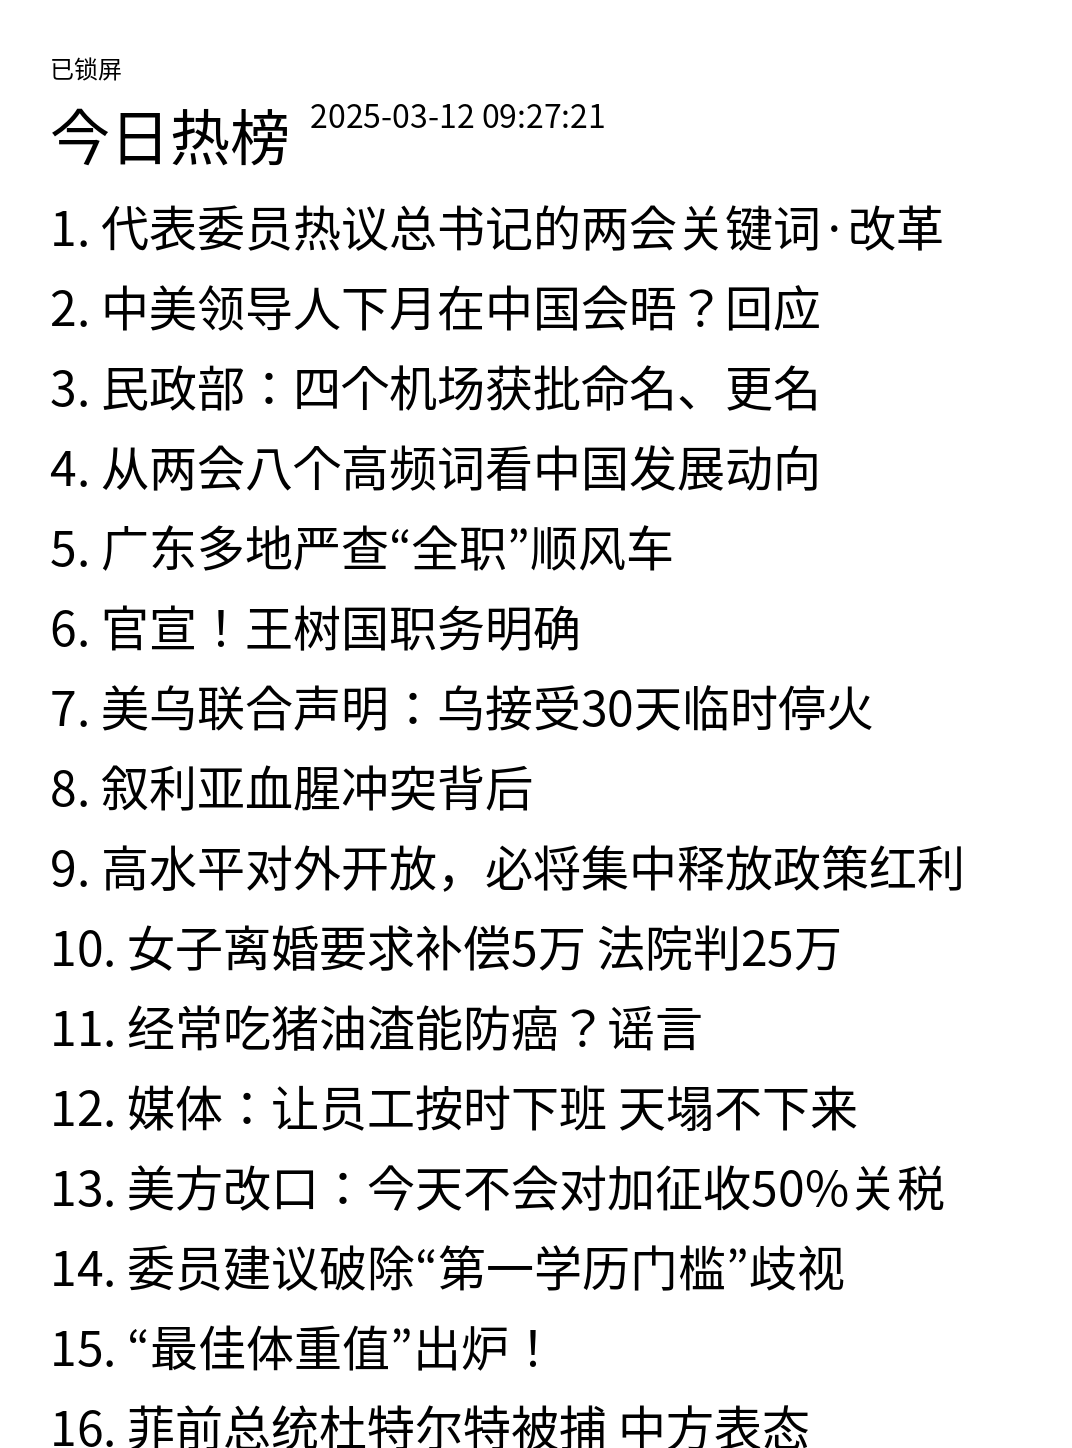 已锁屏
今日热榜 2025-03-12 09:27:21
1. 代表委员热议总书记的两会关键词·改革
2. 中美领导人下月在中国会晤？回应
3. 民政部：四个机场获批命名、更名
4. 从两会八个高频词看中国发展动向
5. 广东多地严查“全职”顺风车
6. 官宣！王树国职务明确
7. 美乌联合声明：乌接受30天临时停火
8. 叙利亚血腥冲突背后
9. 高水平对外开放，必将集中释放政策红利
10. 女子离婚要求补偿5万 法院判25万
11. 经常吃猪油渣能防癌？谣言
12. 媒体：让员工按时下班 天塌不下来
13. 美方改口：今天不会对加征收50%关税
14. 委员建议破除“第一学历门槛”歧视
15. “最佳体重值”出炉！
16. 菲前总统杜特尔特被捕 中方表态